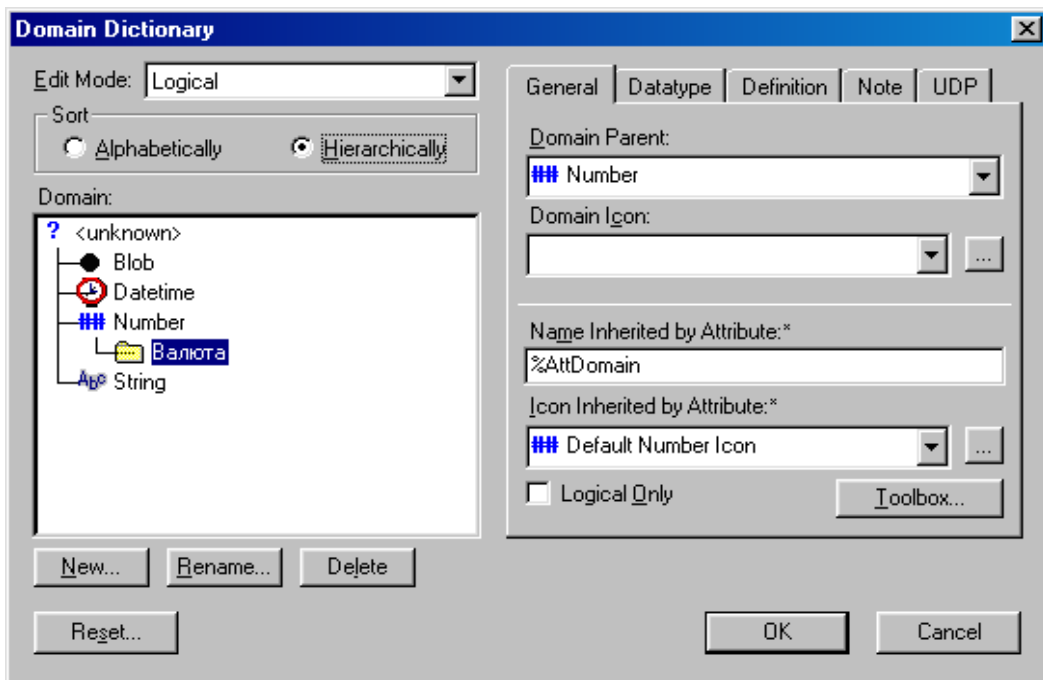 Domain Dictionary
Edit Mode: Logical
Sort
Alphabetically Hierarchically
Domain:
? <unknown>
Blob
Datetime
Number
Валюта
Abc String
New... Rename... Delete
Reset...
General Datatype Definition Note UDP
Domain Parent:
Number
Domain Icon:
...
Name Inherited by Attribute:*
%AttDomain
Icon Inherited by Attribute:*
Default Number Icon ...
Logical Only Toolbox...
OK Cancel